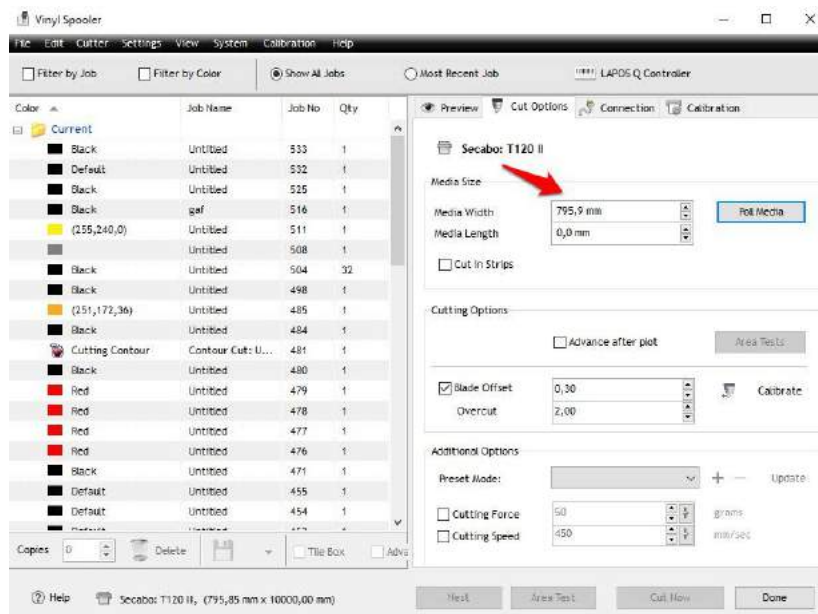 Vinyl Spooler
File Edit Cutter Settings View System Calibration Help
Filter by Job Filter by Color Show All Jobs Most Recent Job LAPOS Q Controller
Color Job Name Job No Qty
Current
Black Untitled 533 1
Default Untitled 532 1
Black Untitled 525 1
Black gaf 516 1
(255,240,0) Untitled 511 1
Untitled 508 1
Black Untitled 504 32
Black Untitled 498 1
(251,172,36) Untitled 485 1
Black Untitled 484 1
Cutting Contour Contour Cut: U... 481 1
Black Untitled 480 1
Red Untitled 479 1
Red Untitled 478 1
Red Untitled 477 1
Red Untitled 476 1
Black Untitled 471 1
Default Untitled 455 1
Default Untitled 454 1
Copies 0 Delete Tile Box Adva
Preview Cut Options Connection Calibration
Secabo: T120 II
Media Size
Media Width 795,9 mm Poll Media
Media Length 0,0 mm
Cut in Strips
Cutting Options
Advance after plot Area Tests
Blade Offset 0,30 Calibrate
Overcut 2,00
Additional Options
Preset Mode: Update
Cutting Force 50 grams
Cutting Speed 450 mm/sec
Help Secabo: T120 II, (795,85 mm x 10000,00 mm) Nest Area Test Cut Now Done